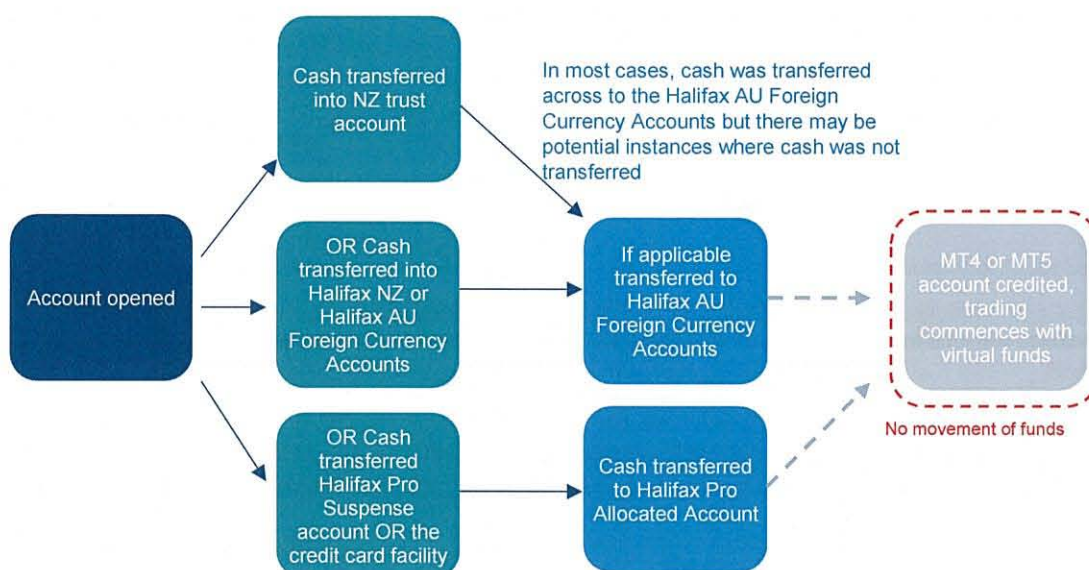 Cash transferred
into NZ trust
account
In most cases, cash was transferred
across to the Halifax AU Foreign
Currency Accounts but there may be
potential instances where cash was not
transferred
Account opened
OR Cash
transferred into
Halifax NZ or
Halifax AU
Foreign Currency
Accounts
If applicable
transferred to
Halifax AU
Foreign Currency
Accounts
MT4 or MT5
account credited,
trading
commences with
virtual funds
No movement of funds
OR Cash
transferred
Halifax Pro
Suspense
account OR the
credit card facility
Cash transferred
to Halifax Pro
Allocated Account